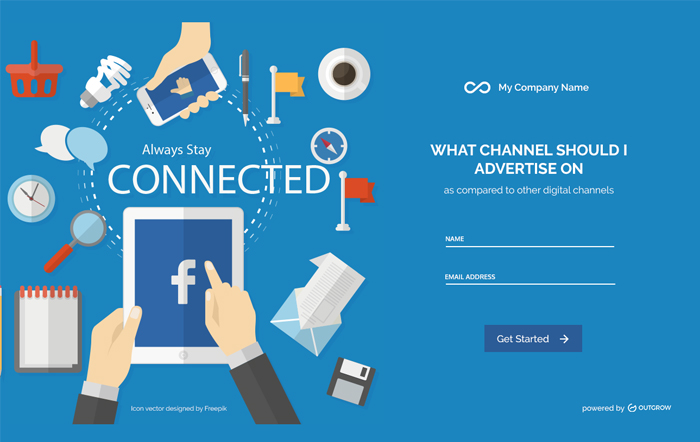 Always Stay
CONNECTED
f
Icon vector designed by Freepik
My Company Name
WHAT CHANNEL SHOULD I
ADVERTISE ON
as compared to other digital channels
NAME
EMAIL ADDRESS
Get Started
powered by OUTGROW